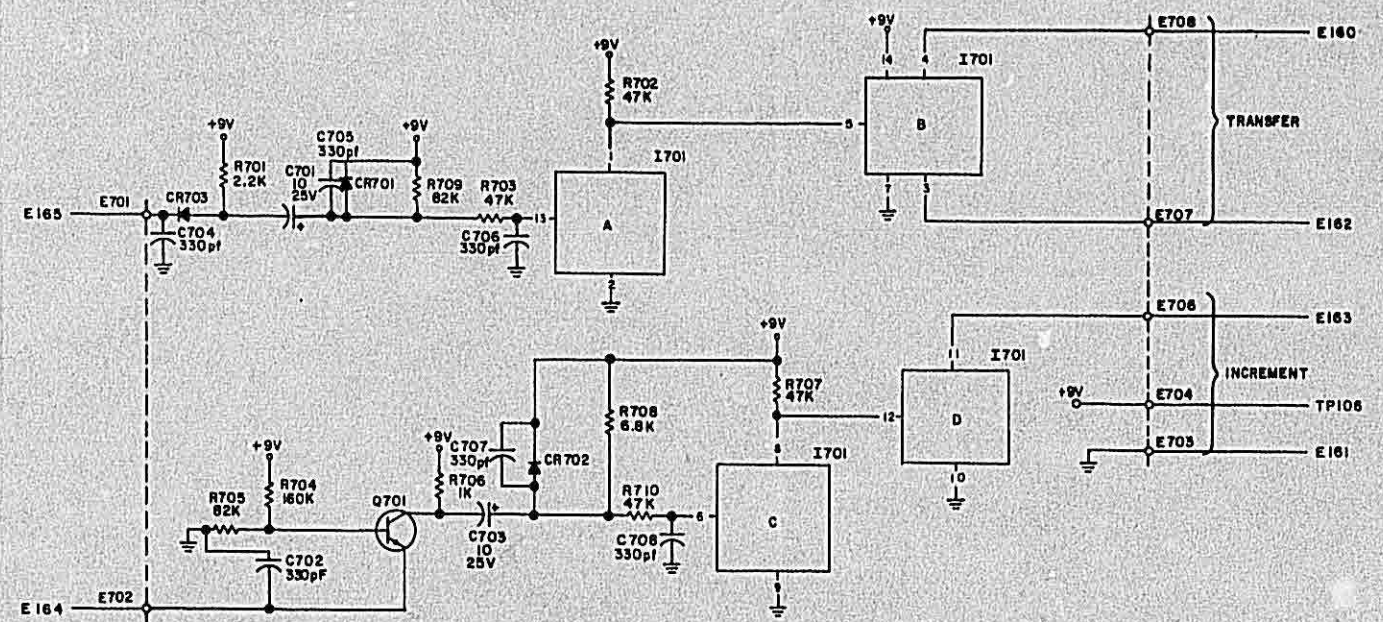 +9V
14
4
I701
E708
E160
B
5
7
3
TRANSFER
E707
E162
+9V
R702
47K
1
I701
A
13
2
+9V
R701
2.2K
C701
10
25V
+
C705
330pf
CR701
+9V
R709
82K
R703
47K
C706
330pf
E165
E701
CR703
C704
330pf
E706
E163
11
I701
INCREMENT
D
12
10
+9V
E704
TP106
E703
E161
+9V
R707
47K
8
I701
C
6
9
R708
6.8K
C707
330pf
CR702
R710
47K
C708
330pf
+9V
R706
1K
+
C703
10
25V
+9V
R704
160K
R705
82K
Q701
C702
330pF
E164
E702